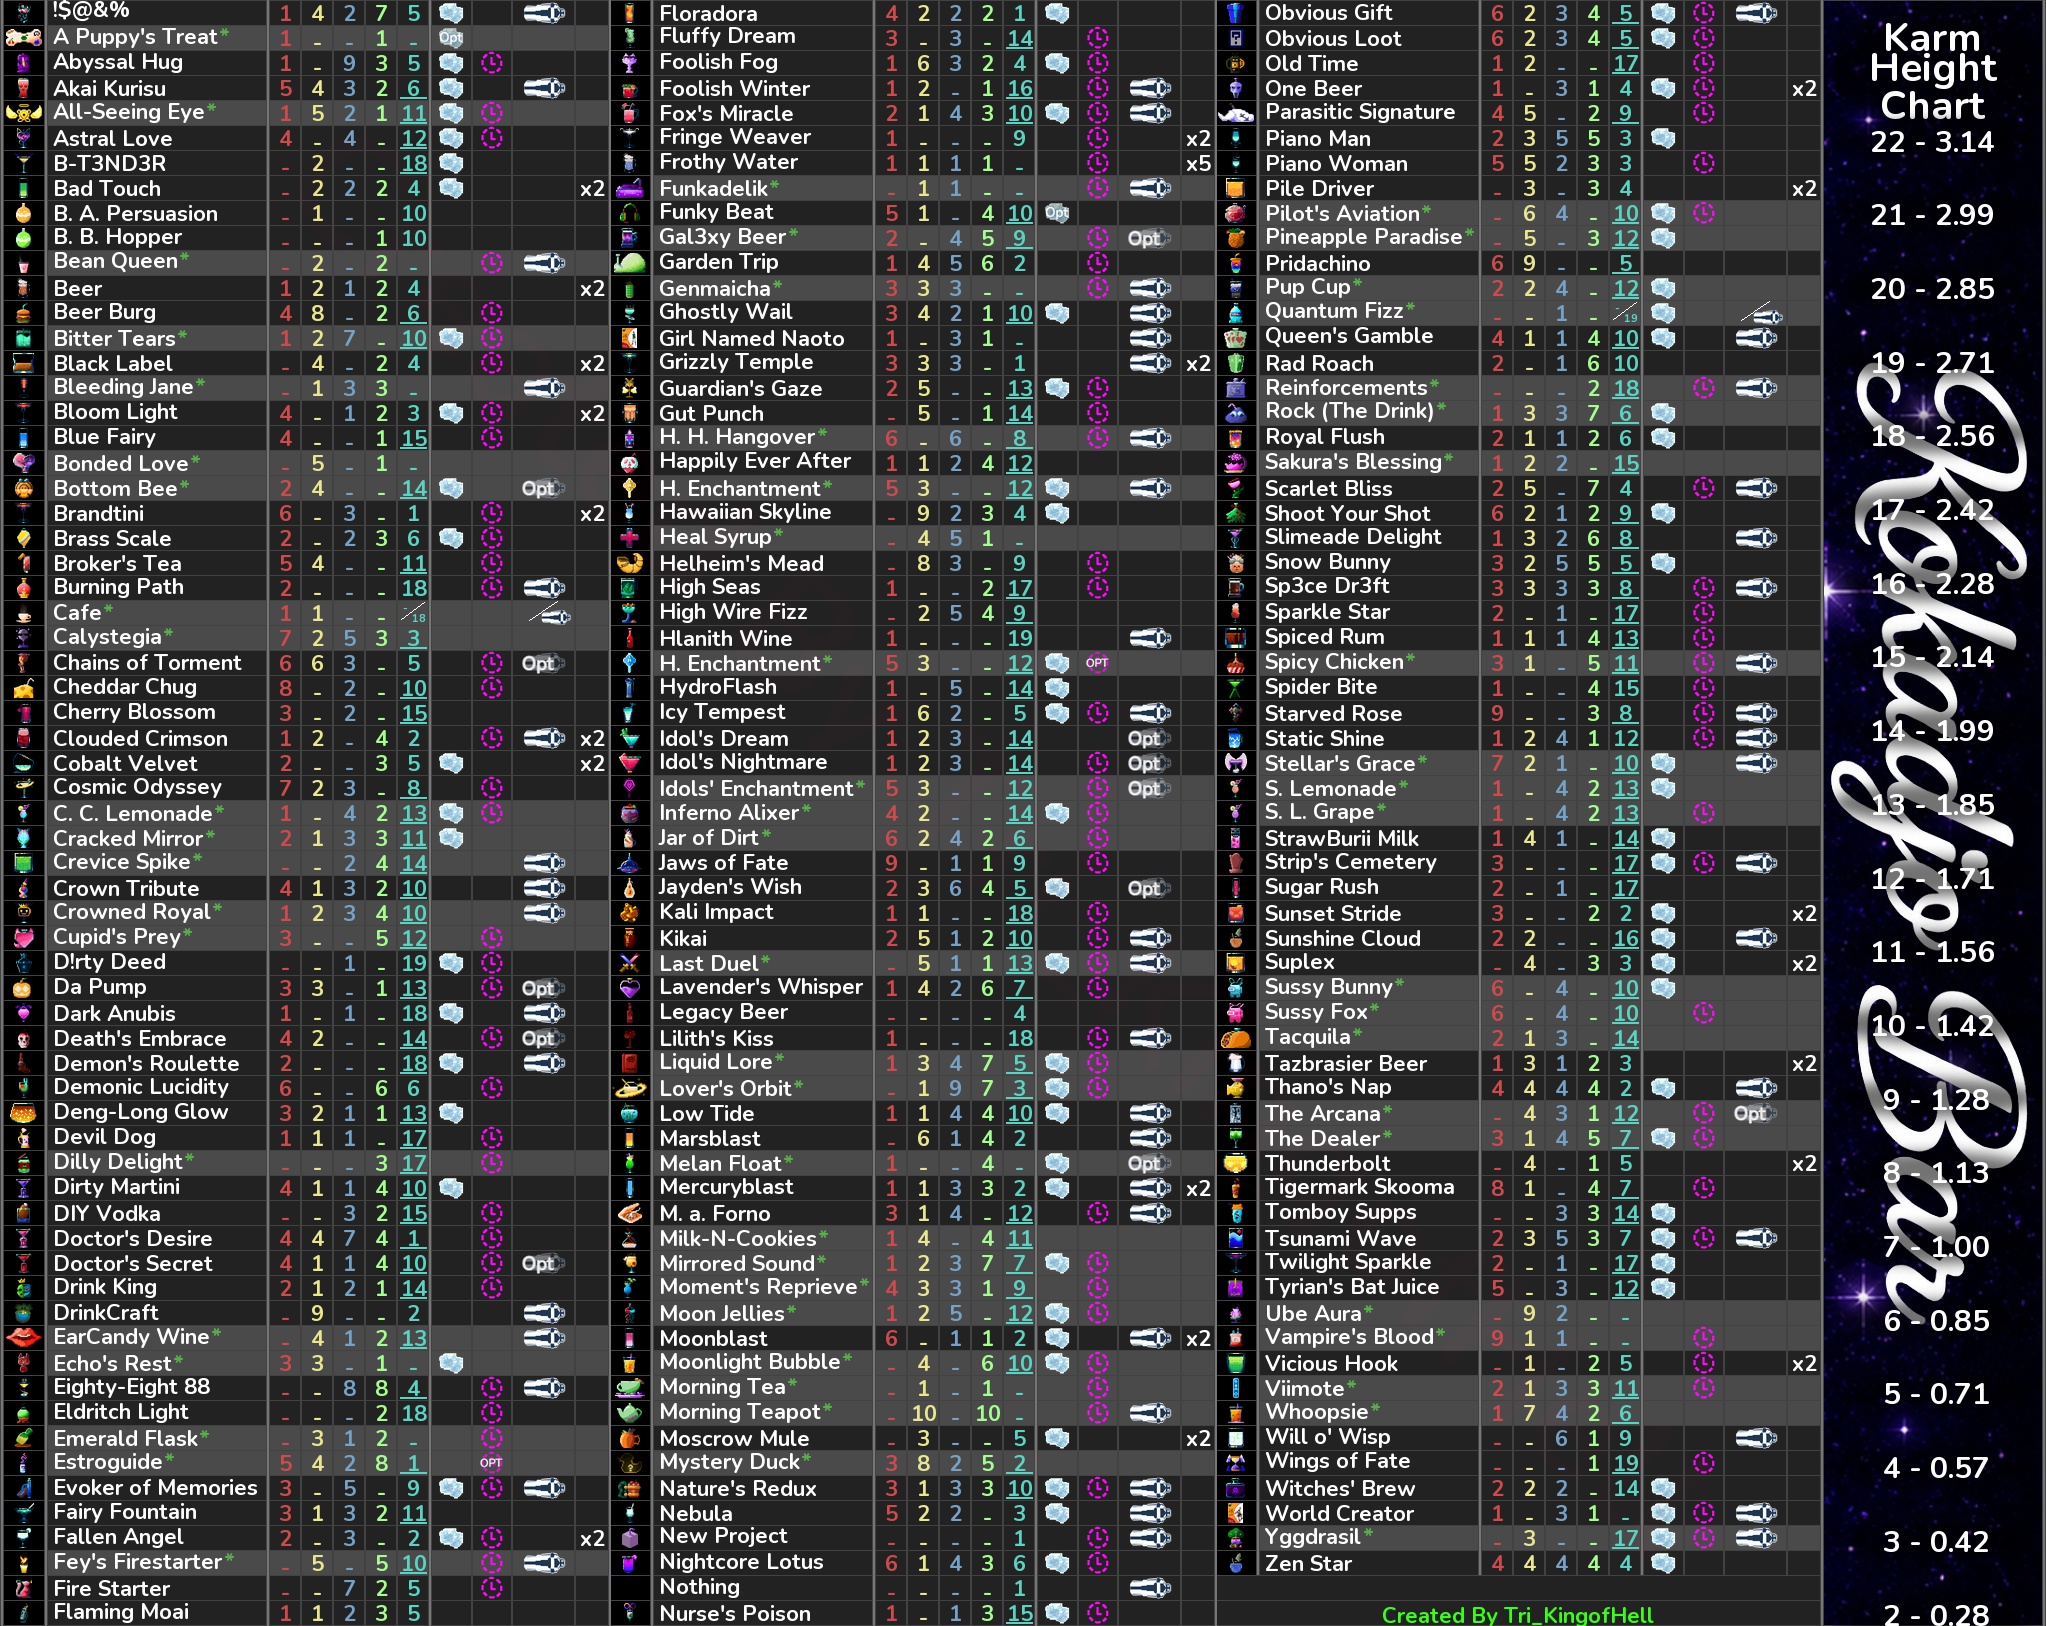 !$@&% 1 4 2 7 5
A Puppy's Treat* 1 - - 1 - Opt
Abyssal Hug 1 - 9 3 5
Akai Kurisu 5 4 3 2 6
All-Seeing Eye* 1 5 2 1 11
Astral Love 4 - 4 - 12
B-T3ND3R - 2 - - 18
Bad Touch - 2 2 2 4 x2
B. A. Persuasion - 1 - - 10
B. B. Hopper - - - 1 10
Bean Queen* - 2 - 2 -
Beer 1 2 1 2 4 x2
Beer Burg 4 8 - 2 6
Bitter Tears* 1 2 7 - 10
Black Label - 4 - 2 4 x2
Bleeding Jane* - 1 3 3 -
Bloom Light 4 - 1 2 3 x2
Blue Fairy 4 - - 1 15
Bonded Love* - 5 - 1 -
Bottom Bee* 2 4 - - 14 Opt
Brandtini 6 - 3 - 1 x2
Brass Scale 2 - 2 3 6
Broker's Tea 5 4 - - 11
Burning Path 2 - - - 18
Cafe* 1 1 - - -/18
Calystegia* 7 2 5 3 3
Chains of Torment 6 6 3 - 5 Opt
Cheddar Chug 8 - 2 - 10
Cherry Blossom 3 - 2 - 15
Clouded Crimson 1 2 - 4 2 x2
Cobalt Velvet 2 - - 3 5 x2
Cosmic Odyssey 7 2 3 - 8
C. C. Lemonade* 1 - 4 2 13
Cracked Mirror* 2 1 3 3 11
Crevice Spike* - - 2 4 14
Crown Tribute 4 1 3 2 10
Crowned Royal* 1 2 3 4 10
Cupid's Prey* 3 - - 5 12
D!rty Deed - - 1 - 19
Da Pump 3 3 - 1 13 Opt
Dark Anubis 1 - 1 - 18
Death's Embrace 4 2 - - 14 Opt
Demon's Roulette 2 - - - 18
Demonic Lucidity 6 - - 6 6
Deng-Long Glow 3 2 1 1 13
Devil Dog 1 1 1 - 17
Dilly Delight* - - - 3 17
Dirty Martini 4 1 1 4 10
DIY Vodka - - 3 2 15
Doctor's Desire 4 4 7 4 1
Doctor's Secret 4 1 1 4 10 Opt
Drink King 2 1 2 1 14
DrinkCraft - 9 - - 2
EarCandy Wine* - 4 1 2 13
Echo's Rest* 3 3 - 1 -
Eighty-Eight 88 - - 8 8 4
Eldritch Light - - - 2 18
Emerald Flask* - 3 1 2 -
Estroguide* 5 4 2 8 1 OPT
Evoker of Memories 3 - 5 - 9
Fairy Fountain 3 1 3 2 11
Fallen Angel 2 - 3 - 2 x2
Fey's Firestarter* - 5 - 5 10
Fire Starter - - 7 2 5
Flaming Moai 1 1 2 3 5
Floradora 4 2 2 2 1
Fluffy Dream 3 - 3 - 14
Foolish Fog 1 6 3 2 4
Foolish Winter 1 2 - 1 16
Fox's Miracle 2 1 4 3 10
Fringe Weaver 1 - - - 9 x2
Frothy Water 1 1 1 1 - x5
Funkadelik* - 1 1 - -
Funky Beat 5 1 - 4 10 Opt
Gal3xy Beer* 2 - 4 5 9 Opt
Garden Trip 1 4 5 6 2
Genmaicha* 3 3 3 - -
Ghostly Wail 3 4 2 1 10
Girl Named Naoto 1 - 3 1 -
Grizzly Temple 3 3 3 - 1 x2
Guardian's Gaze 2 5 - - 13
Gut Punch - 5 - 1 14
H. H. Hangover* 6 - 6 - 8
Happily Ever After 1 1 2 4 12
H. Enchantment* 5 3 - - 12
Hawaiian Skyline - 9 2 3 4
Heal Syrup* - 4 5 1 -
Helheim's Mead - 8 3 - 9
High Seas 1 - - 2 17
High Wire Fizz - 2 5 4 9
Hlanith Wine 1 - - - 19
H. Enchantment* 5 3 - - 12 OPT
HydroFlash 1 - 5 - 14
Icy Tempest 1 6 2 - 5
Idol's Dream 1 2 3 - 14 Opt
Idol's Nightmare 1 2 3 - 14 Opt
Idols' Enchantment* 5 3 - - 12 Opt
Inferno Alixer* 4 2 - - 14
Jar of Dirt* 6 2 4 2 6
Jaws of Fate 9 - 1 1 9
Jayden's Wish 2 3 6 4 5 Opt
Kali Impact 1 1 - - 18
Kikai 2 5 1 2 10
Last Duel* - 5 1 1 13
Lavender's Whisper 1 4 2 6 7
Legacy Beer - - - - 4
Lilith's Kiss 1 - - - 18
Liquid Lore* 1 3 4 7 5
Lover's Orbit* - 1 9 7 3
Low Tide 1 1 4 4 10
Marsblast - 6 1 4 2
Melan Float* 1 - - 4 - Opt
Mercuryblast 1 1 3 3 2 x2
M. a. Forno 3 1 4 - 12
Milk-N-Cookies* 1 4 - 4 11
Mirrored Sound* 1 2 3 7 7
Moment's Reprieve* 4 3 3 1 9
Moon Jellies* 1 2 5 - 12
Moonblast 6 - 1 1 2 x2
Moonlight Bubble* - 4 - 6 10
Morning Tea* - 1 - 1 -
Morning Teapot* - 10 - 10 -
Moscrow Mule - 3 - - 5 x2
Mystery Duck* 3 8 2 5 2
Nature's Redux 3 1 3 3 10
Nebula 5 2 2 - 3
New Project - - - - 1
Nightcore Lotus 6 1 4 3 6
Nothing - - - - 1
Nurse's Poison 1 - 1 3 15
Obvious Gift 6 2 3 4 5
Obvious Loot 6 2 3 4 5
Old Time 1 2 - - 17
One Beer 1 - 3 1 4 x2
Parasitic Signature 4 5 - 2 9
Piano Man 2 3 5 5 3
Piano Woman 5 5 2 3 3
Pile Driver - 3 - 3 4 x2
Pilot's Aviation* - 6 4 - 10
Pineapple Paradise* - 5 - 3 12
Pridachino 6 9 - - 5
Pup Cup* 2 2 4 - 12
Quantum Fizz* - - 1 - -/19
Queen's Gamble 4 1 1 4 10
Rad Roach 2 - 1 6 10
Reinforcements* - - - 2 18
Rock (The Drink)* 1 3 3 7 6
Royal Flush 2 1 1 2 6
Sakura's Blessing* 1 2 2 - 15
Scarlet Bliss 2 5 - 7 4
Shoot Your Shot 6 2 1 2 9
Slimeade Delight 1 3 2 6 8
Snow Bunny 3 2 5 5 5
Sp3ce Dr3ft 3 3 3 3 8
Sparkle Star 2 - 1 - 17
Spiced Rum 1 1 1 4 13
Spicy Chicken* 3 1 - 5 11
Spider Bite 1 - - 4 15
Starved Rose 9 - - 3 8
Static Shine 1 2 4 1 12
Stellar's Grace* 7 2 1 - 10
S. Lemonade* 1 - 4 2 13
S. L. Grape* 1 - 4 2 13
StrawBurii Milk 1 4 1 - 14
Strip's Cemetery 3 - - - 17
Sugar Rush 2 - 1 - 17
Sunset Stride 3 - - 2 2 x2
Sunshine Cloud 2 2 - - 16
Suplex - 4 - 3 3 x2
Sussy Bunny* 6 - 4 - 10
Sussy Fox* 6 - 4 - 10
Tacquila* 2 1 3 - 14
Tazbrasier Beer 1 3 1 2 3 x2
Thano's Nap 4 4 4 4 2
The Arcana* - 4 3 1 12 Opt
The Dealer* 3 1 4 5 7
Thunderbolt - 4 - 1 5 x2
Tigermark Skooma 8 1 - 4 7
Tomboy Supps - - 3 3 14
Tsunami Wave 2 3 5 3 7
Twilight Sparkle 2 - 1 - 17
Tyrian's Bat Juice 5 - 3 - 12
Ube Aura* - 9 2 - -
Vampire's Blood* 9 1 1 - -
Vicious Hook - 1 - 2 5 x2
Viimote* 2 1 3 3 11
Whoopsie* 1 7 4 2 6
Will o' Wisp - - 6 1 9
Wings of Fate - - - 1 19
Witches' Brew 2 2 2 - 14
World Creator 1 - 3 1 -
Yggdrasil* - 3 - - 17
Zen Star 4 4 4 4 4
Created By Tri_KingofHell
Karm
Height
Chart
22 - 3.14
21 - 2.99
20 - 2.85
19 - 2.71
18 - 2.56
17 - 2.42
16 - 2.28
15 - 2.14
14 - 1.99
13 - 1.85
12 - 1.71
11 - 1.56
10 - 1.42
9 - 1.28
8 - 1.13
7 - 1.00
6 - 0.85
5 - 0.71
4 - 0.57
3 - 0.42
2 - 0.28
Kokadjo Bar